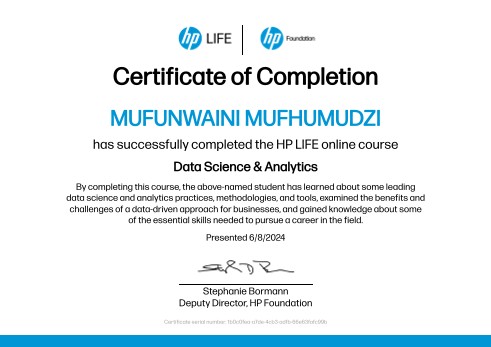 hp LIFE hp Foundation
Certificate of Completion
MUFUNWAINI MUFHUMUDZI
has successfully completed the HP LIFE online course
Data Science & Analytics
By completing this course, the above-named student has learned about some leading
data science and analytics practices, methodologies, and tools, examined the benefits and
challenges of a data-driven approach for businesses, and gained knowledge about some
of the essential skills needed to pursue a career in the field.
Presented 6/8/2024
Stephanie Bormann
Deputy Director, HP Foundation
Certificate serial number: